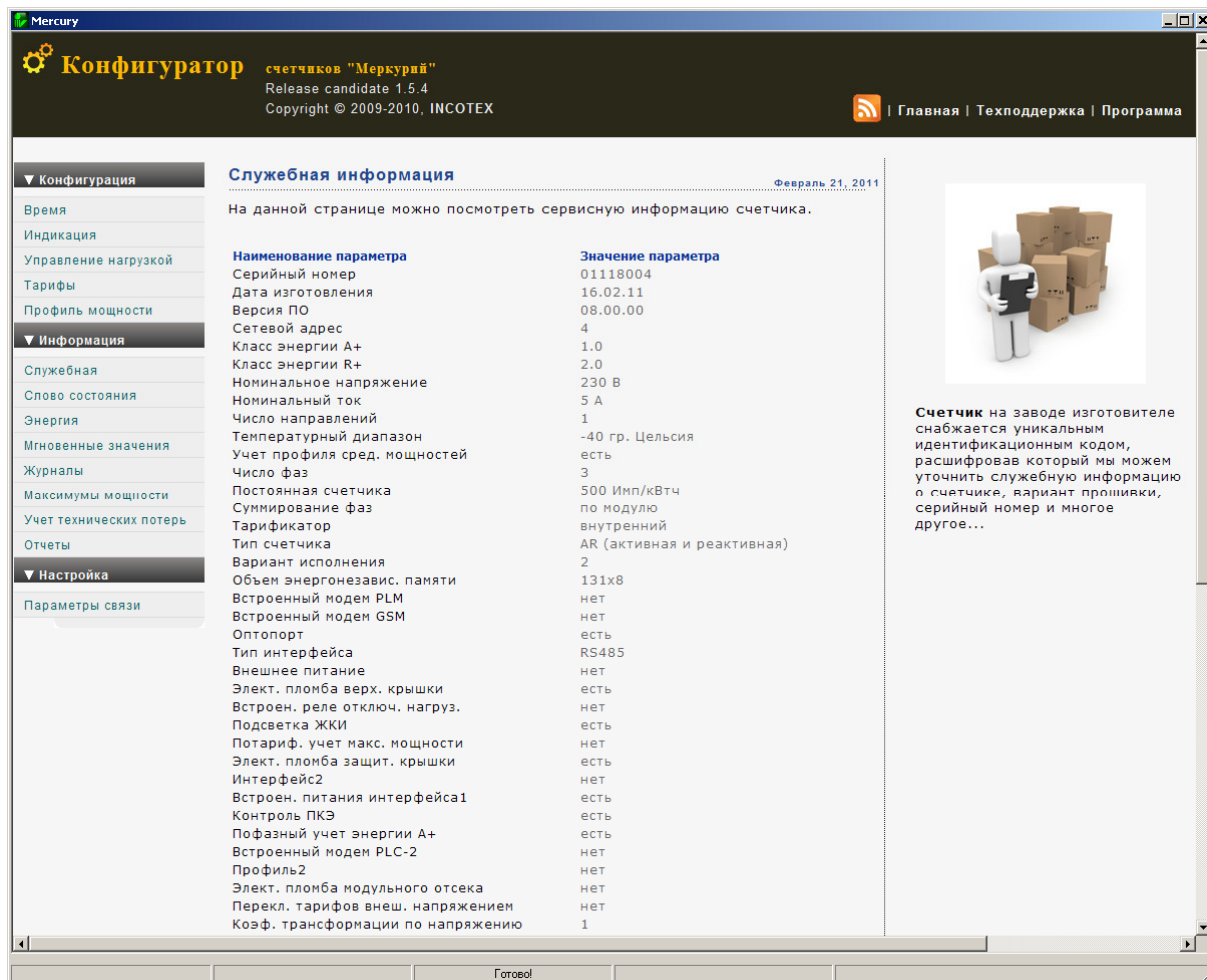 Mercury
Конфигуратор
счетчиков "Меркурий"
Release candidate 1.5.4
Copyright © 2009-2010, INCOTEX
| Главная | Техподдержка | Программа
▼ Конфигурация
Время
Индикация
Управление нагрузкой
Тарифы
Профиль мощности
▼ Информация
Служебная
Слово состояния
Энергия
Мгновенные значения
Журналы
Максимумы мощности
Учет технических потерь
Отчеты
▼ Настройка
Параметры связи
Служебная информация
Февраль 21, 2011
На данной странице можно посмотреть сервисную информацию счетчика.
Наименование параметра Значение параметра
Серийный номер 01118004
Дата изготовления 16.02.11
Версия ПО 08.00.00
Сетевой адрес 4
Класс энергии A+ 1.0
Класс энергии R+ 2.0
Номинальное напряжение 230 В
Номинальный ток 5 А
Число направлений 1
Температурный диапазон -40 гр. Цельсия
Учет профиля сред. мощностей есть
Число фаз 3
Постоянная счетчика 500 Имп/кВтч
Суммирование фаз по модулю
Тарификатор внутренний
Тип счетчика AR (активная и реактивная)
Вариант исполнения 2
Объем энергонезавис. памяти 131x8
Встроенный модем PLM нет
Встроенный модем GSM нет
Оптопорт есть
Тип интерфейса RS485
Внешнее питание нет
Элект. пломба верх. крышки есть
Встроен. реле отключ. нагруз. нет
Подсветка ЖКИ есть
Потариф. учет макс. мощности нет
Элект. пломба защит. крышки есть
Интерфейс2 нет
Встроен. питания интерфейса1 есть
Контроль ПКЭ есть
Пофазный учет энергии A+ есть
Встроенный модем PLC-2 нет
Профиль2 нет
Элект. пломба модульного отсека нет
Перекл. тарифов внеш. напряжением нет
Коэф. трансформации по напряжению 1
Счетчик на заводе изготовителе
снабжается уникальным
идентификационным кодом,
расшифровав который мы можем
уточнить служебную информацию
о счетчике, вариант прошивки,
серийный номер и многое
другое...
Готово!